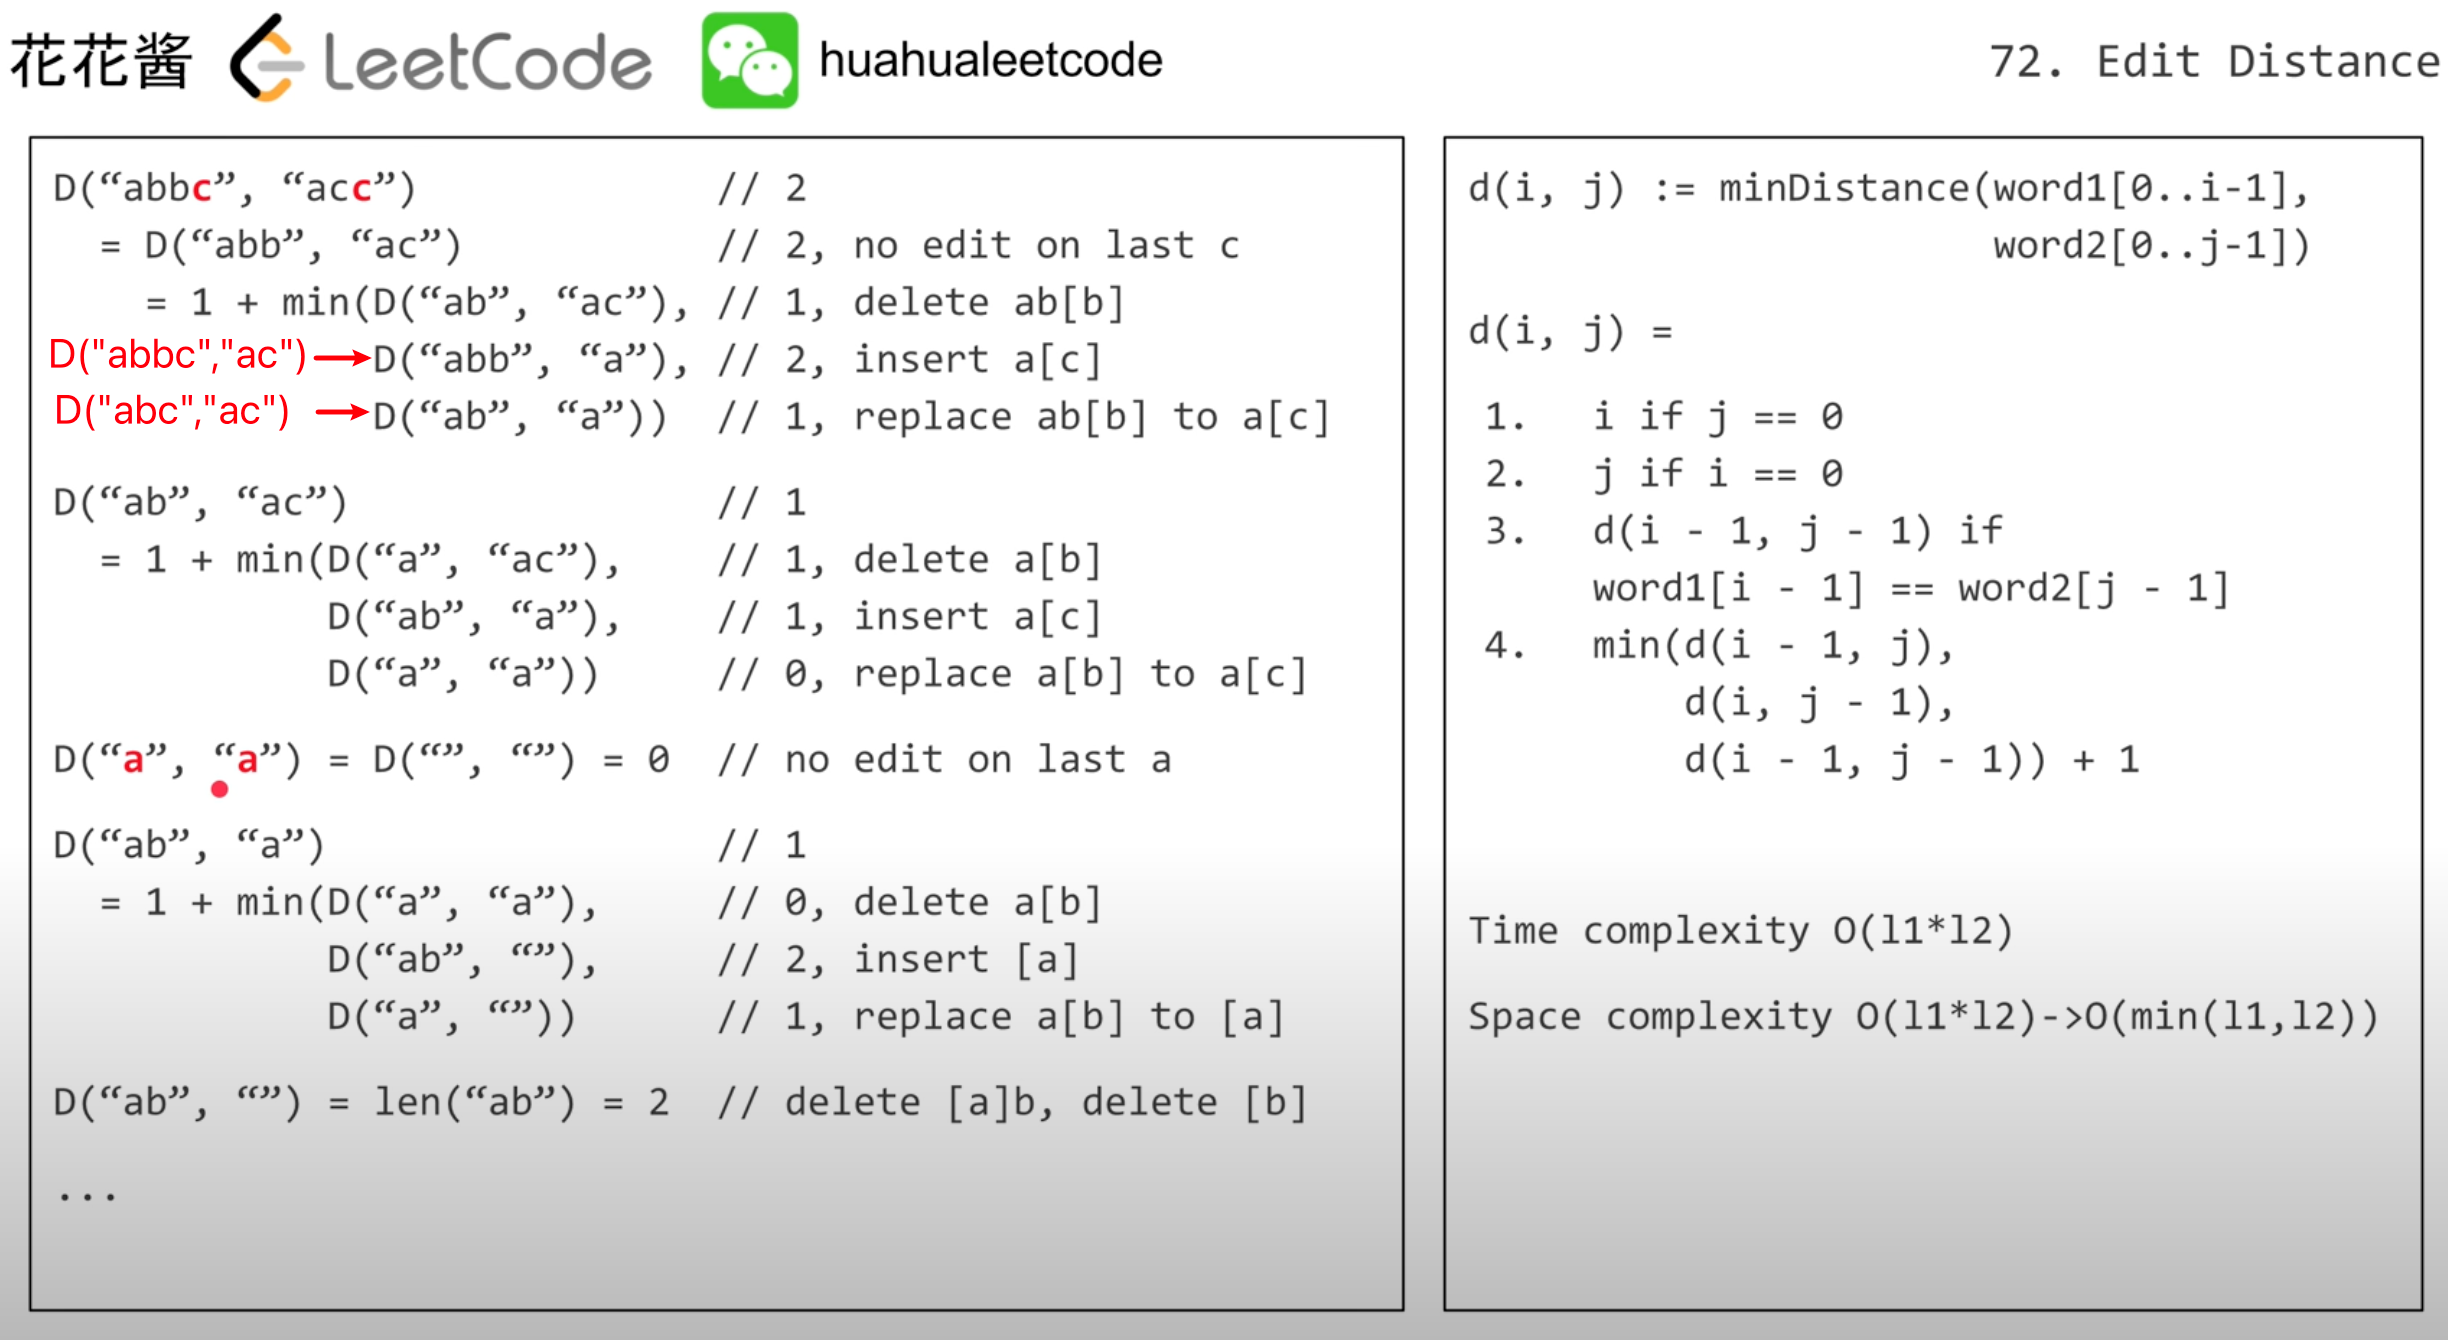 花花酱 LeetCode huahualeetcode 72. Edit Distance
D(“abbc”, “acc”) // 2
= D(“abb”, “ac”) // 2, no edit on last c
= 1 + min(D(“ab”, “ac”), // 1, delete ab[b]
D("abbc","ac") D(“abb”, “a”), // 2, insert a[c]
D("abc","ac") D(“ab”, “a”)) // 1, replace ab[b] to a[c]
D(“ab”, “ac”) // 1
= 1 + min(D(“a”, “ac”), // 1, delete a[b]
D(“ab”, “a”), // 1, insert a[c]
D(“a”, “a”)) // 0, replace a[b] to a[c]
D(“a”, “a”) = D(“”, “”) = 0 // no edit on last a
D(“ab”, “a”) // 1
= 1 + min(D(“a”, “a”), // 0, delete a[b]
D(“ab”, “”), // 2, insert [a]
D(“a”, “”)) // 1, replace a[b] to [a]
D(“ab”, “”) = len(“ab”) = 2 // delete [a]b, delete [b]
...
d(i, j) := minDistance(word1[0..i-1],
word2[0..j-1])
d(i, j) =
1. i if j == 0
2. j if i == 0
3. d(i - 1, j - 1) if
word1[i - 1] == word2[j - 1]
4. min(d(i - 1, j),
d(i, j - 1),
d(i - 1, j - 1)) + 1
Time complexity O(l1*l2)
Space complexity O(l1*l2)->O(min(l1,l2))